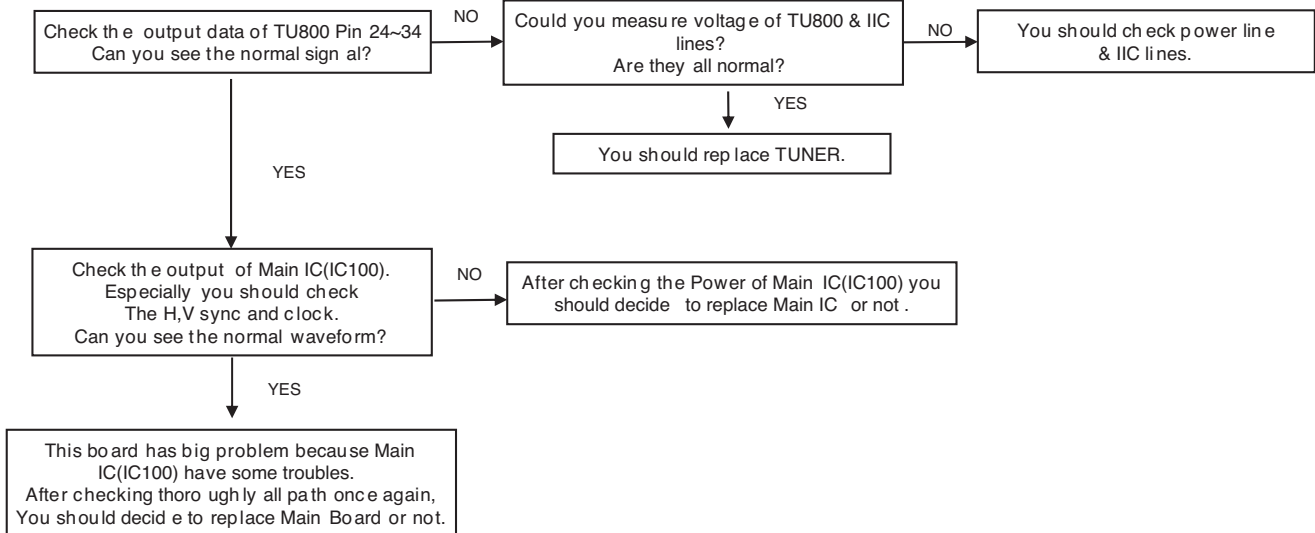 Check the output data of TU800 Pin 24~34
Can you see the normal signal?
NO
Could you measure voltage of TU800 & IIC
lines?
Are they all normal?
NO
You should check power line
& IIC lines.
YES
You should replace TUNER.
YES
Check the output of Main IC(IC100).
Especially you should check
The H,V sync and clock.
Can you see the normal waveform?
NO
After checking the Power of Main IC(IC100) you
should decide to replace Main IC or not .
YES
This board has big problem because Main
IC(IC100) have some troubles.
After checking thoroughly all path once again,
You should decide to replace Main Board or not.